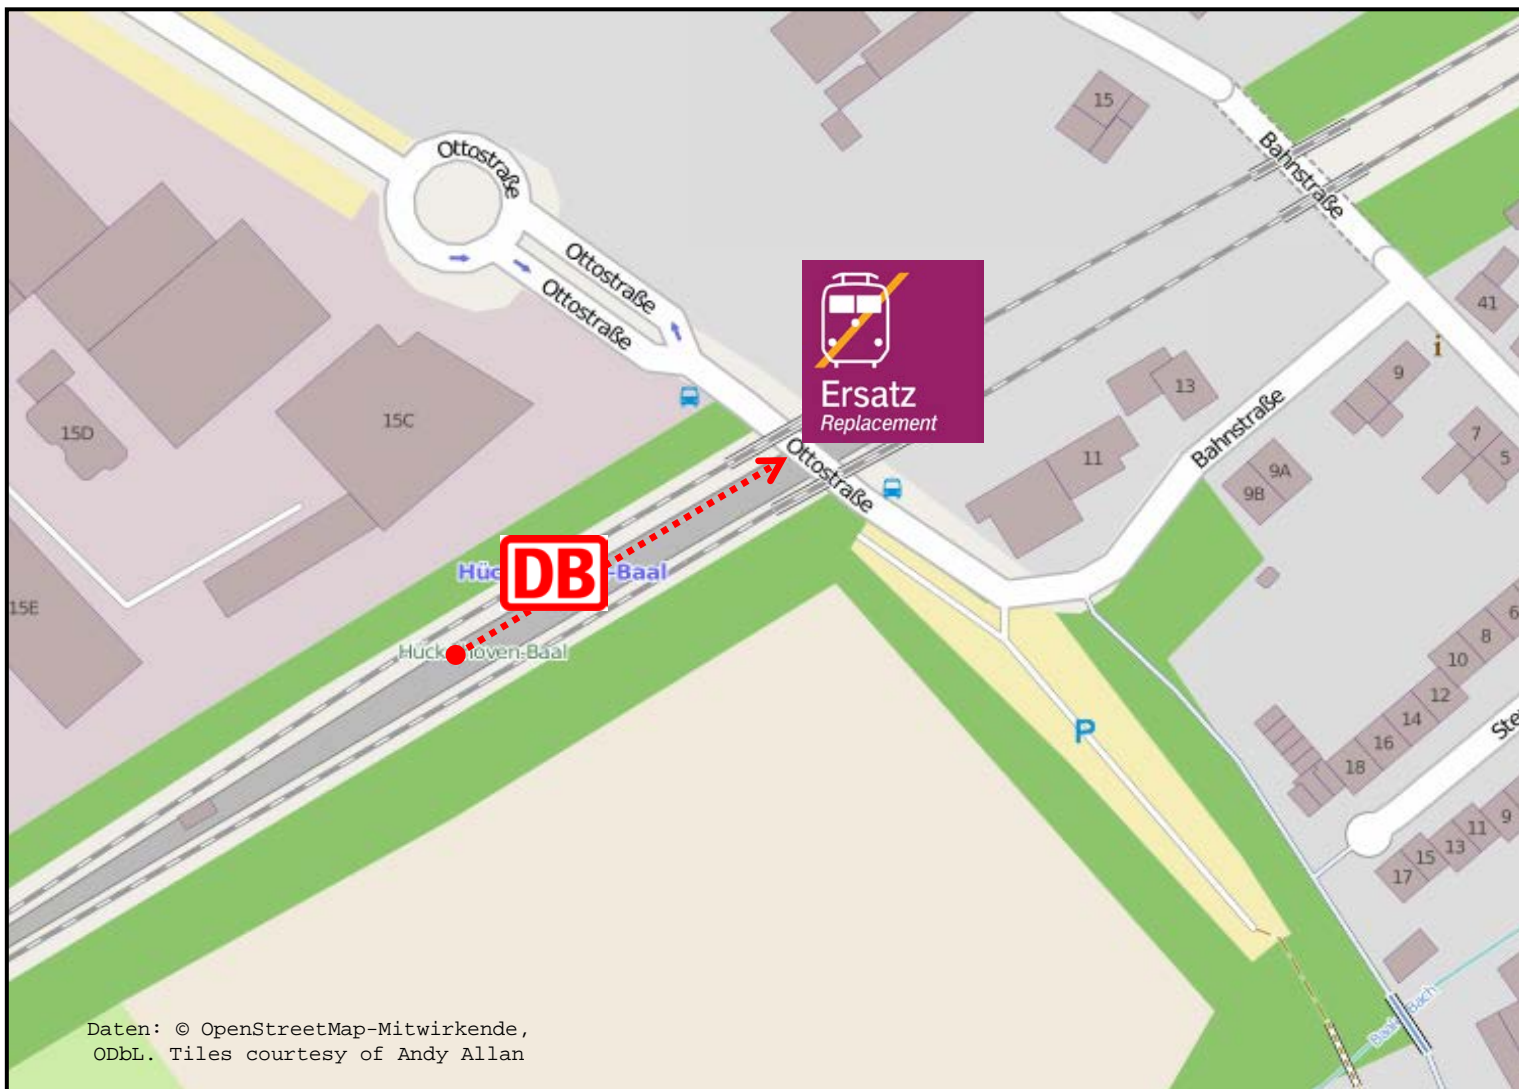 Ottostraße
Ottostraße
Ottostraße
Bahnstraße
Bahnstraße
15
41
i
9
13
Ersatz
Replacement
Ottostraße
Bahnstraße
7
5
11
9A
9B
15D
15C
15E
DB
-Baal
P
6
8
10
12
14
16
18
9
11
13
15
17
Daten: © OpenStreetMap-Mitwirkende,
ODbL. Tiles courtesy of Andy Allan